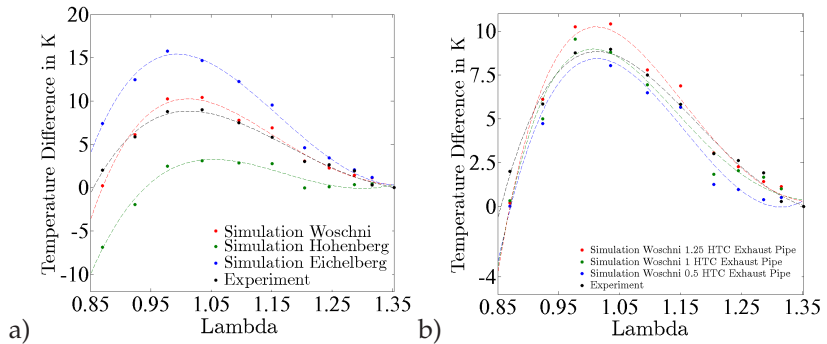 a)
Temperature Difference in K
20
15
10
5
0
-5
-10
0.85 0.95 1.05 1.15 1.25 1.35
Lambda
Simulation Woschni
Simulation Hohenberg
Simulation Eichelberg
Experiment
b)
Temperature Difference in K
10
7.5
5
2.5
0
-4
0.85 0.95 1.05 1.15 1.25 1.35
Lambda
Simulation Woschni 1.25 HTC Exhaust Pipe
Simulation Woschni 1 HTC Exhaust Pipe
Simulation Woschni 0.5 HTC Exhaust Pipe
Experiment